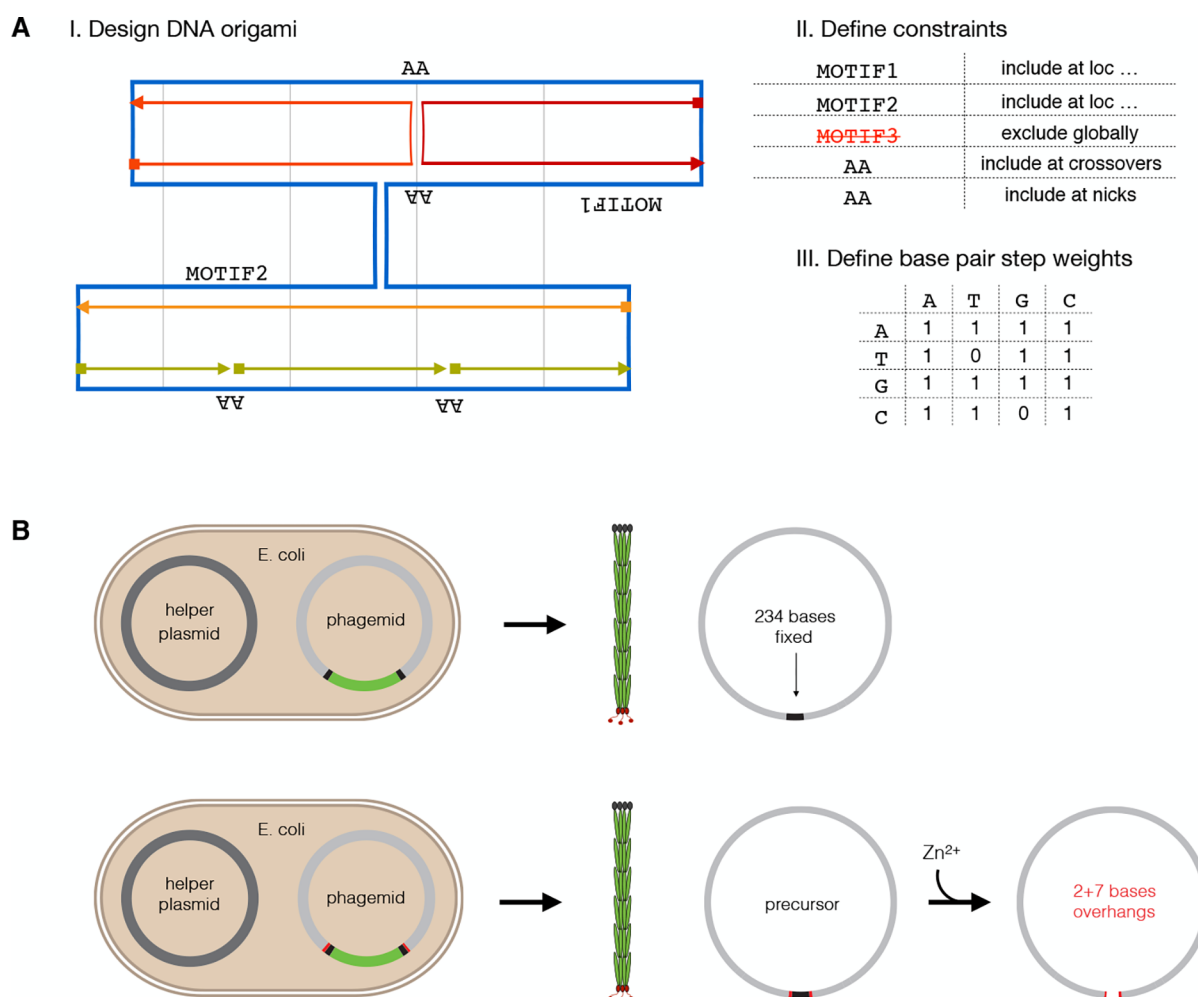 A
I. Design DNA origami
AA
AA
MOTIF1
MOTIF2
AA
AA
II. Define constraints
MOTIF1 include at loc ...
MOTIF2 include at loc ...
MOTIF3 exclude globally
AA include at crossovers
AA include at nicks
III. Define base pair step weights
A T G C
A 1 1 1 1
T 1 0 1 1
G 1 1 1 1
C 1 1 0 1
B
E. coli
helper
plasmid
phagemid
234 bases
fixed
E. coli
helper
plasmid
phagemid
precursor
Zn²⁺
2+7 bases
overhangs